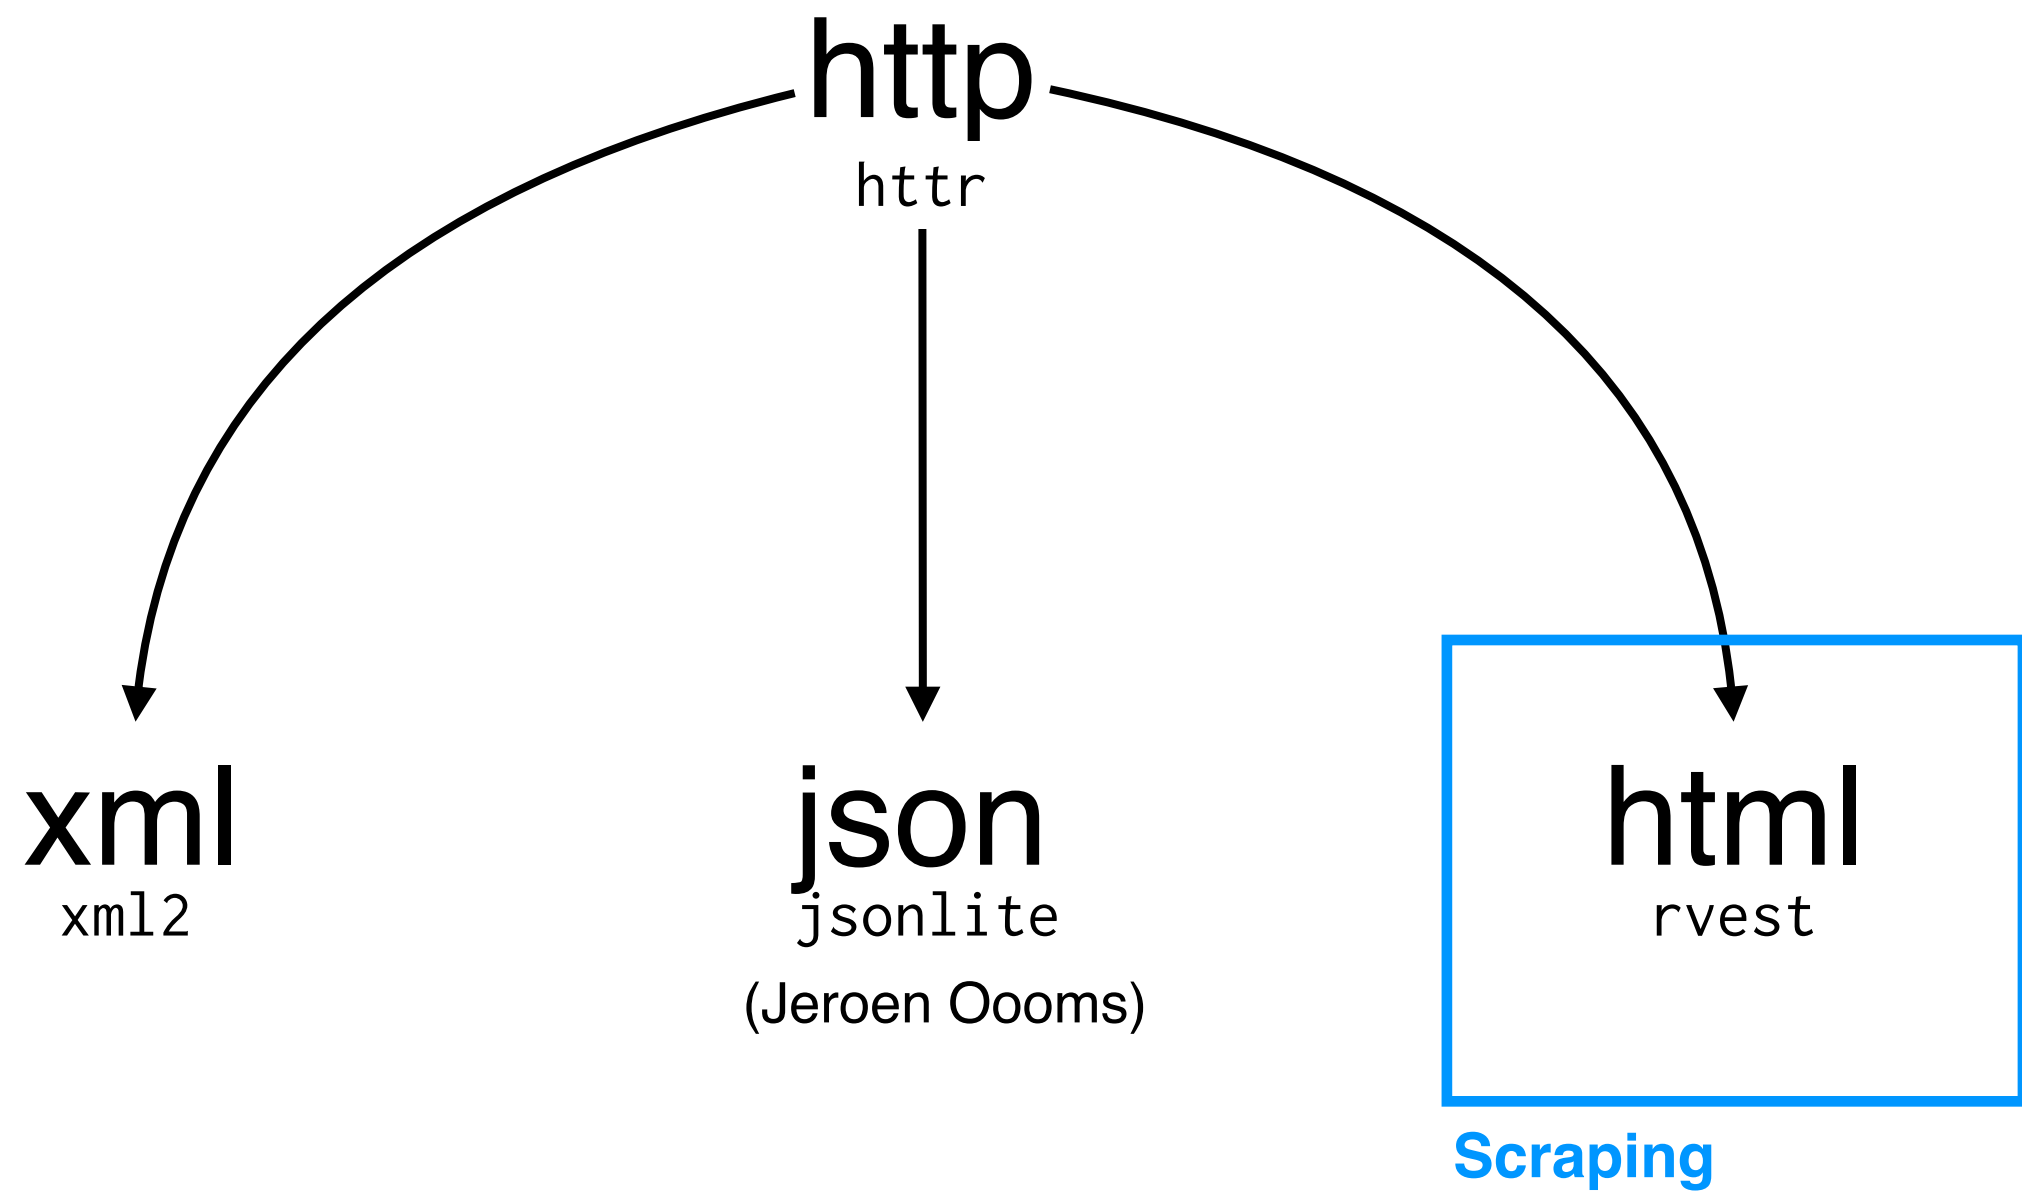 http
httr
xml
xml2
json
jsonlite
(Jeroen Oooms)
html
rvest
Scraping